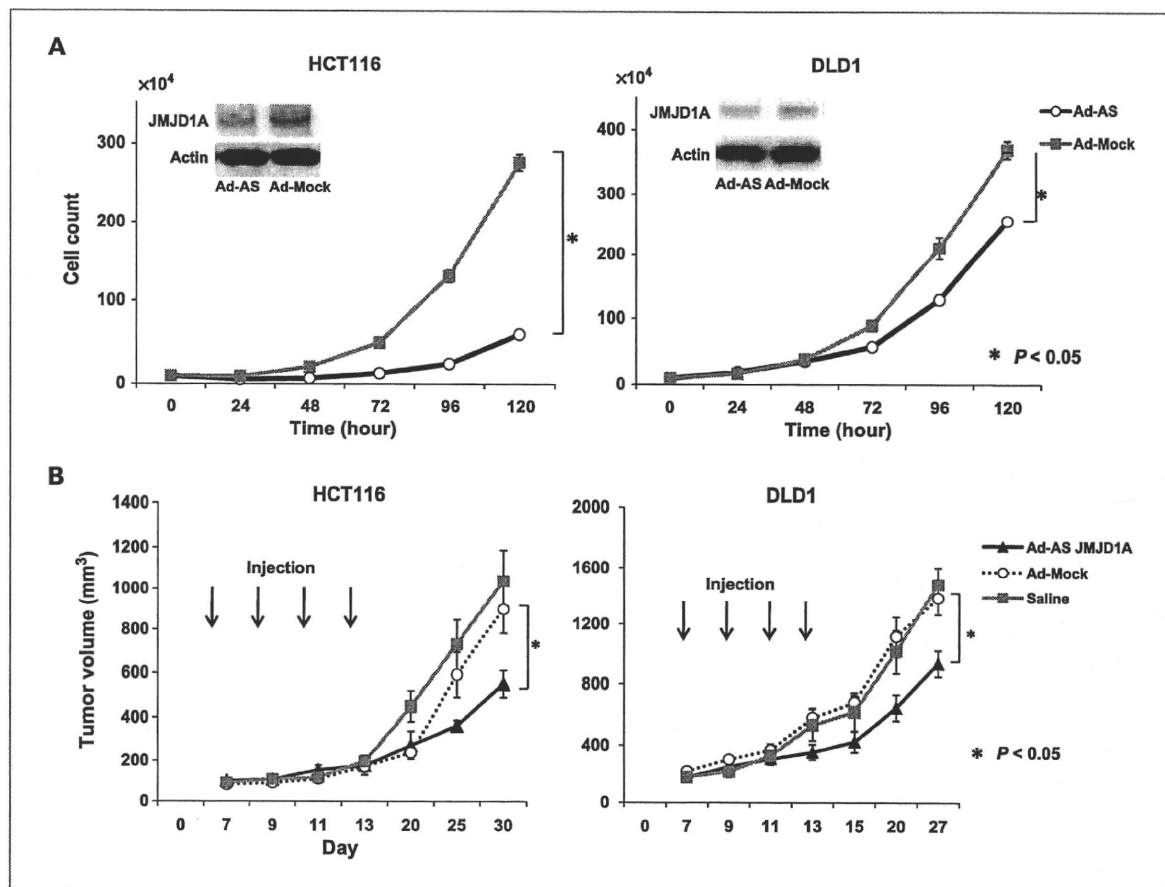 A
HCT116
×10⁴
JMJD1A
Actin
Ad-AS Ad-Mock
300
200
100
0
Cell count
*
0 24 48 72 96 120
Time (hour)
DLD1
×10⁴
JMJD1A
Actin
Ad-AS Ad-Mock
Ad-AS
Ad-Mock
400
300
200
100
0
*
* P < 0.05
0 24 48 72 96 120
Time (hour)
B
HCT116
1400
1200
1000
800
600
400
200
0
Tumor volume (mm³)
Injection
*
0 7 9 11 13 20 25 30
Day
DLD1
2000
1600
1200
800
400
0
Injection
Ad-AS JMJD1A
Ad-Mock
Saline
*
* P < 0.05
0 7 9 11 13 15 20 27